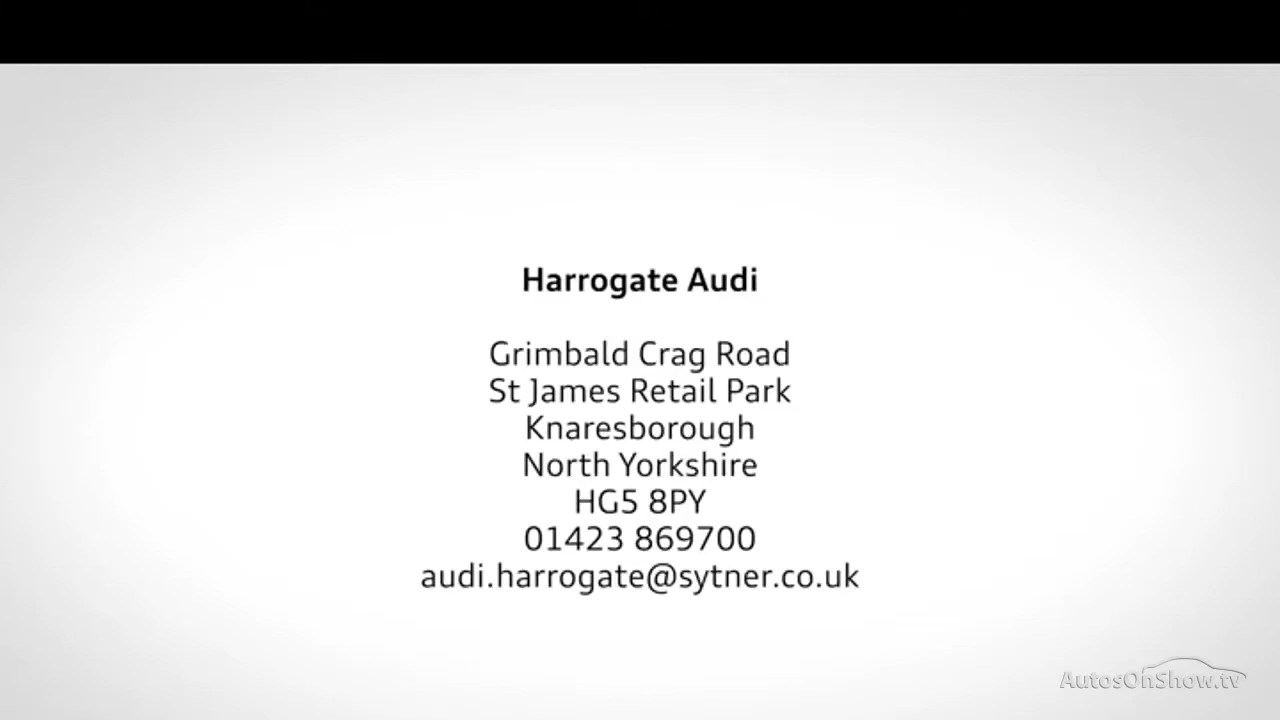 Harrogate Audi
Grimbald Crag Road
St James Retail Park
Knaresborough
North Yorkshire
HG5 8PY
01423 869700
audi.harrogate@sytner.co.uk
AutosOnShow.tv